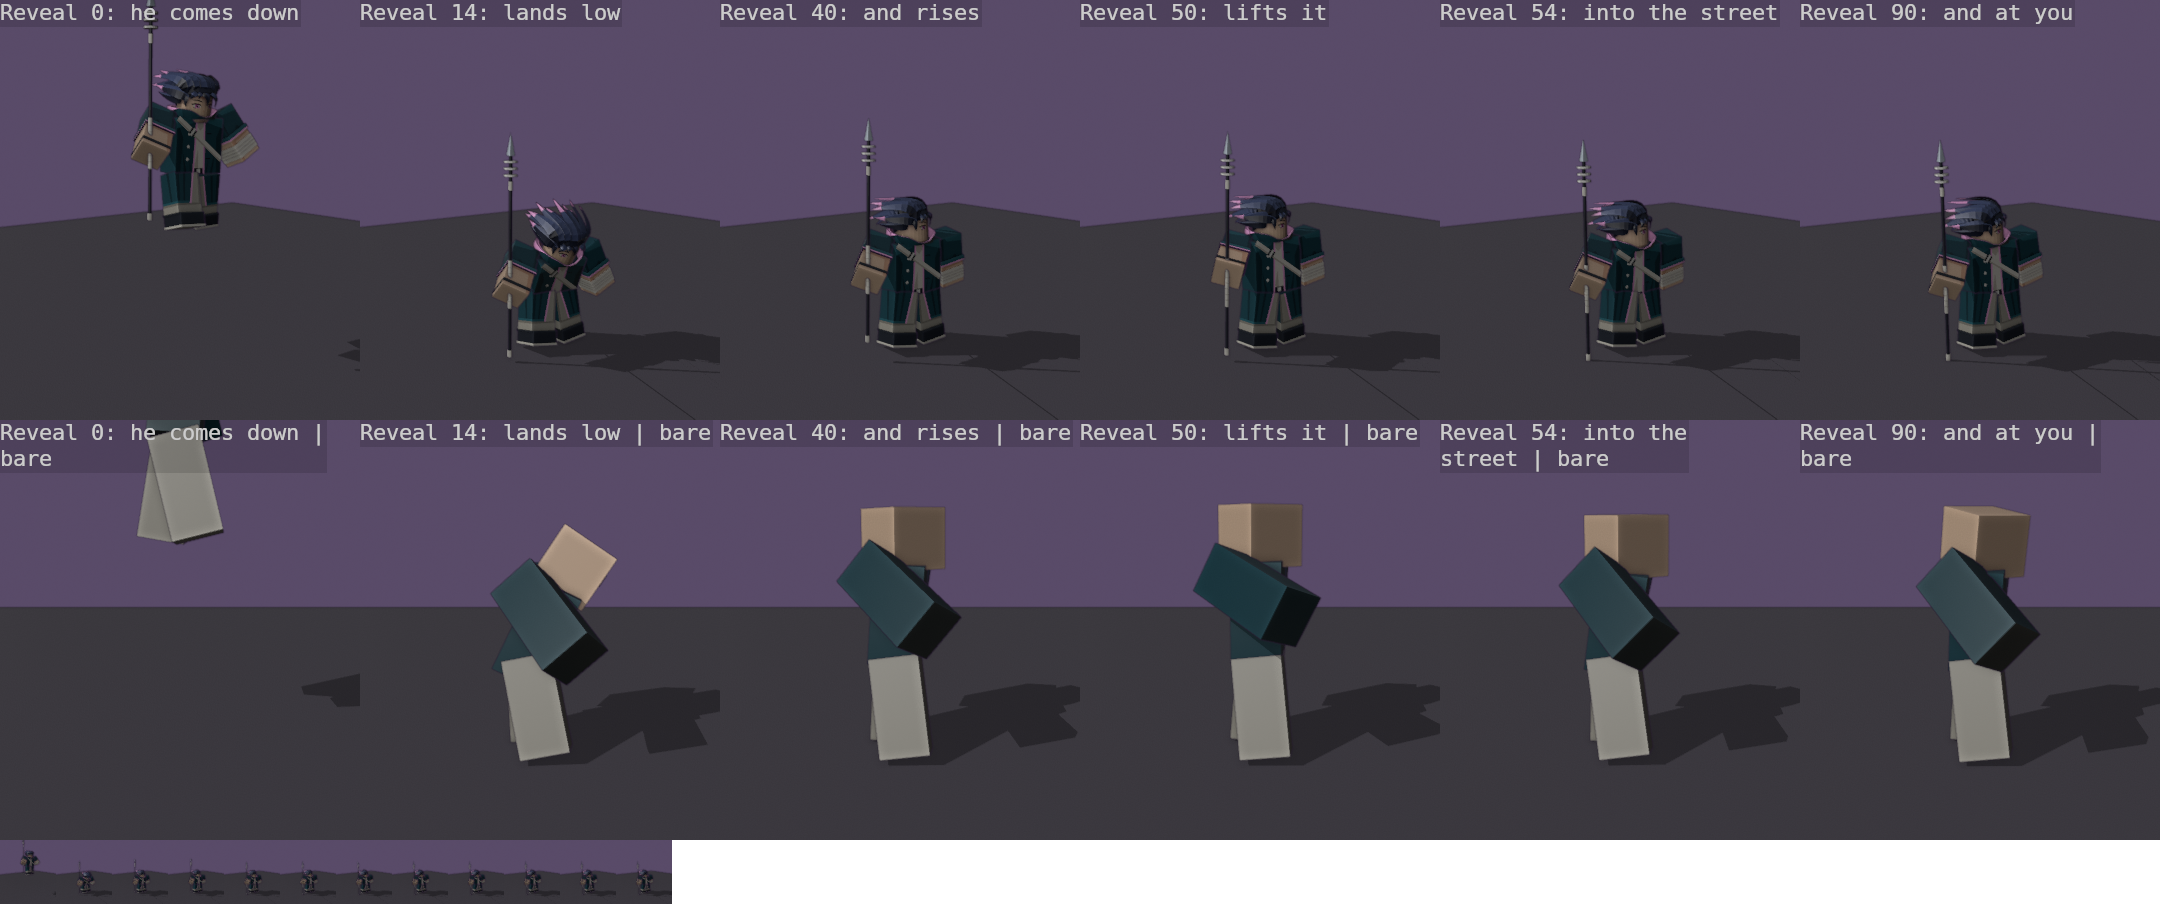 Reveal 0: he comes down
Reveal 14: lands low
Reveal 40: and rises
Reveal 50: lifts it
Reveal 54: into the street
Reveal 90: and at you
Reveal 0: he comes down |
bare
Reveal 14: lands low | bare
Reveal 40: and rises | bare
Reveal 50: lifts it | bare
Reveal 54: into the
street | bare
Reveal 90: and at you |
bare